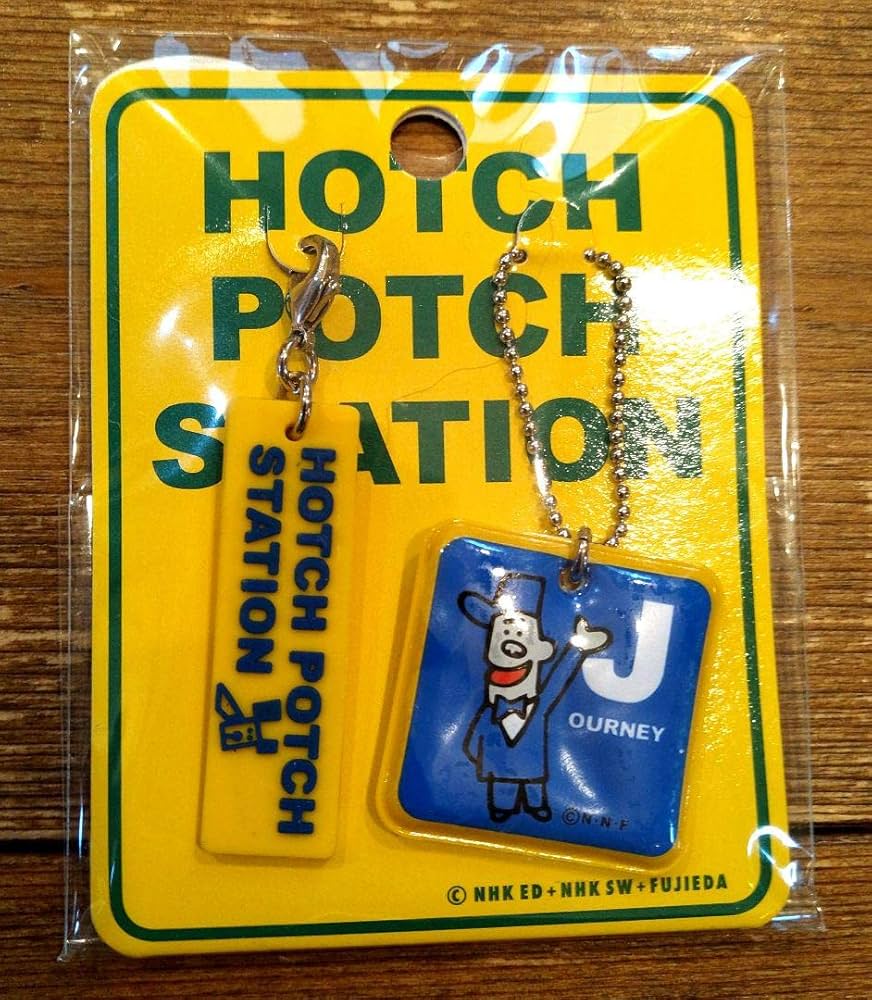 HOTCH
POTCH
STATION
HOTCH POTCH
STATION
J
OURNEY
©N·N·F
© NHK ED+NHK SW+FUJIEDA